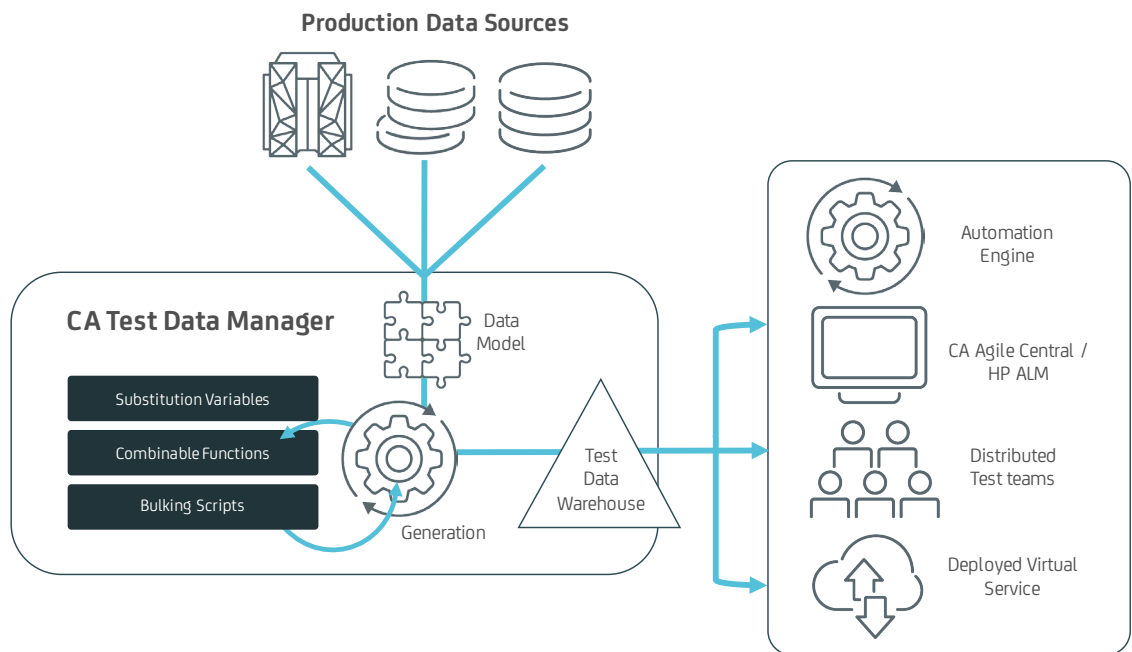 Production Data Sources
CA Test Data Manager
Data
Model
Substitution Variables
Combinable Functions
Bulking Scripts
Generation
Test
Data
Warehouse
Automation
Engine
CA Agile Central /
HP ALM
Distributed
Test teams
Deployed Virtual
Service